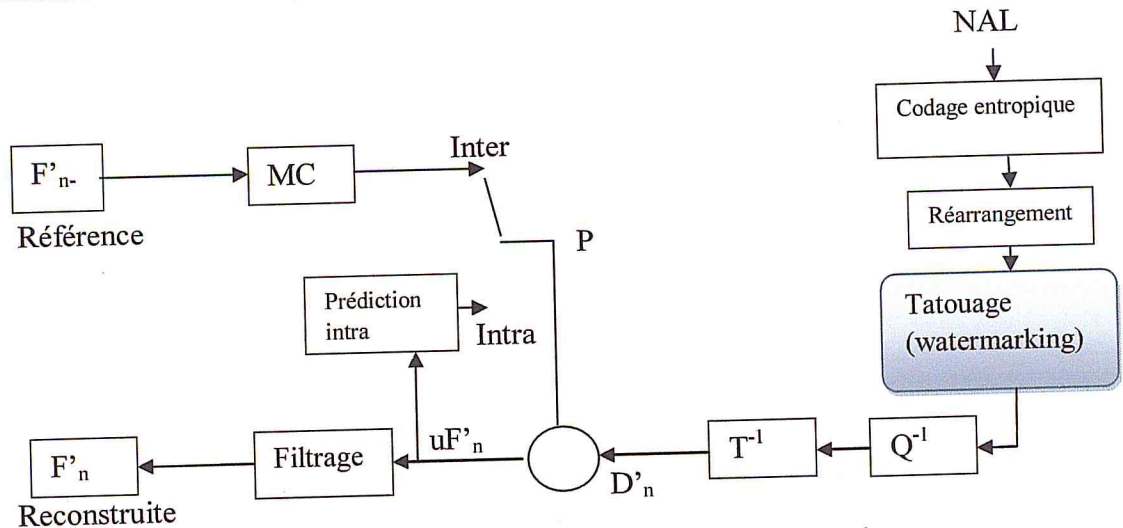 NAL
Codage entropique
Réarrangement
Tatouage
(watermarking)
Q⁻¹
T⁻¹
D'ₙ
F'ₙ₋
Référence
MC
Inter
P
Prédiction
intra
Intra
uF'ₙ
Filtrage
F'ₙ
Reconstruite